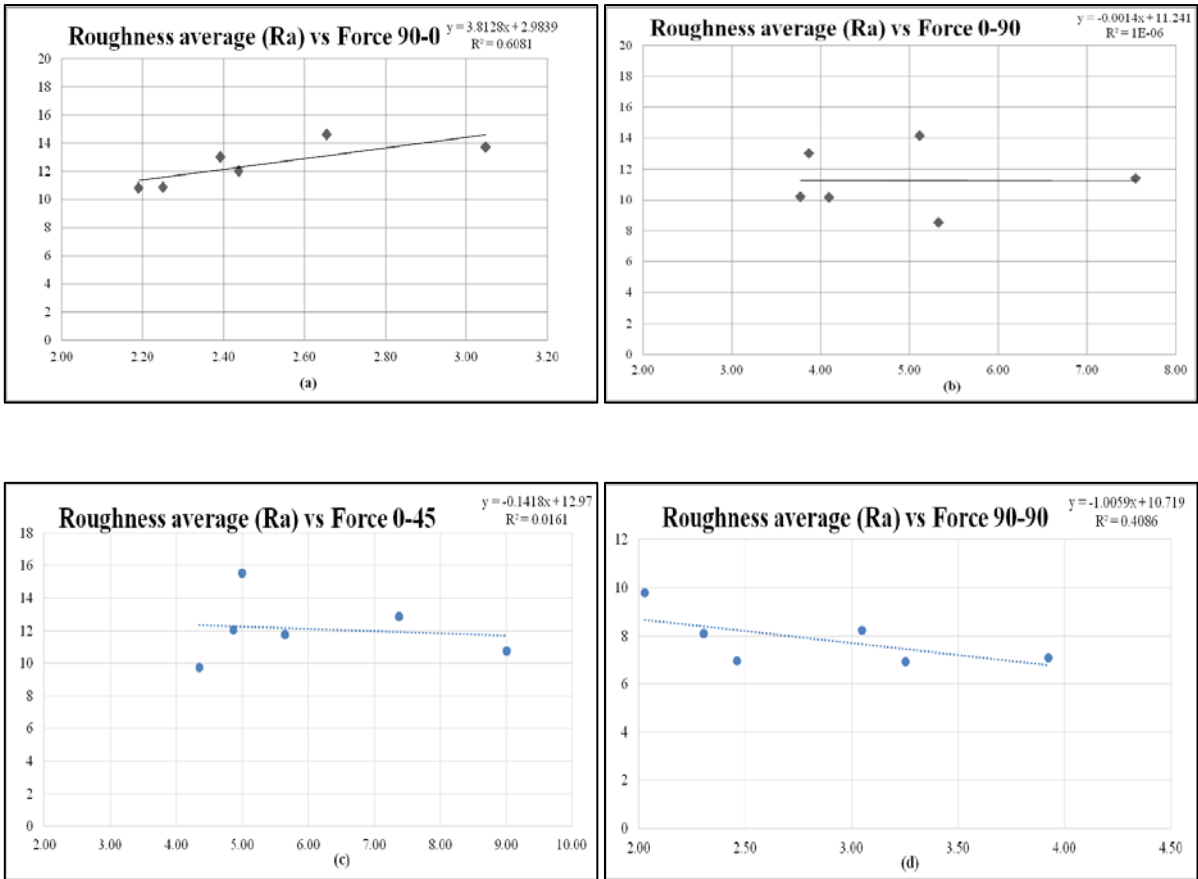 Roughness average (Ra) vs Force 90-0
y = 3.8128x + 2.9839
R² = 0.6081
20
18
16
14
12
10
8
6
4
2
0
2.00 2.20 2.40 2.60 2.80 3.00 3.20
(a)
Roughness average (Ra) vs Force 0-90
y = -0.0014x + 11.241
R² = 1E-06
20
18
16
14
12
10
8
6
4
2
0
2.00 3.00 4.00 5.00 6.00 7.00 8.00
(b)
Roughness average (Ra) vs Force 0-45
y = -0.1418x + 12.97
R² = 0.0161
18
16
14
12
10
8
6
4
2
0
2.00 3.00 4.00 5.00 6.00 7.00 8.00 9.00 10.00
(c)
Roughness average (Ra) vs Force 90-90
y = -1.0059x + 10.719
R² = 0.4086
12
10
8
6
4
2
0
2.00 2.50 3.00 3.50 4.00 4.50
(d)